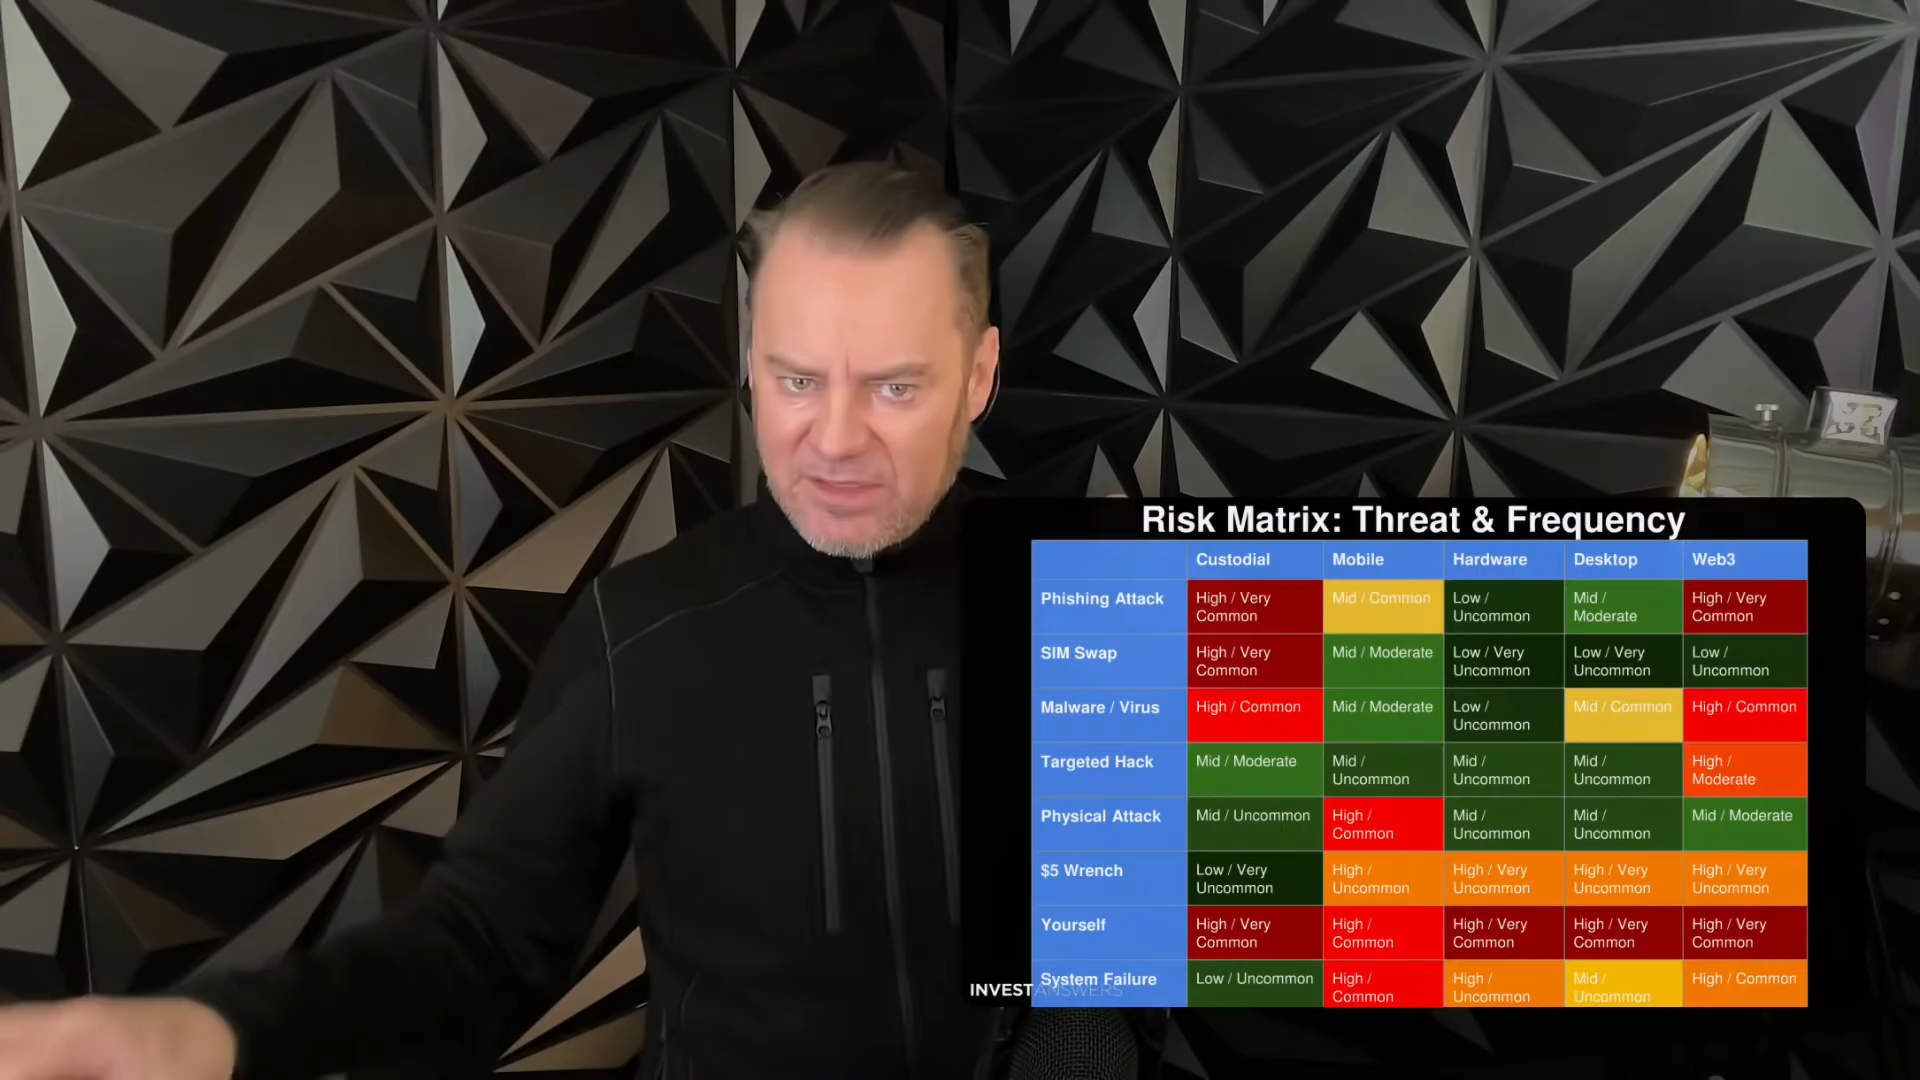 Risk Matrix: Threat & Frequency
Custodial Mobile Hardware Desktop Web3
Phishing Attack High / Very Common Mid / Common Low / Uncommon Mid / Moderate High / Very Common
SIM Swap High / Very Common Mid / Moderate Low / Very Uncommon Low / Very Uncommon Low / Uncommon
Malware / Virus High / Common Mid / Moderate Low / Uncommon Mid / Common High / Common
Targeted Hack Mid / Moderate Mid / Uncommon Mid / Uncommon Mid / Uncommon High / Moderate
Physical Attack Mid / Uncommon High / Common Mid / Uncommon Mid / Uncommon Mid / Moderate
$5 Wrench Low / Very Uncommon High / Uncommon High / Very Uncommon High / Very Uncommon High / Very Uncommon
Yourself High / Very Common High / Common High / Very Common High / Very Common High / Very Common
System Failure Low / Uncommon High / Common High / Uncommon Mid / Uncommon High / Common
INVESTANSWERS